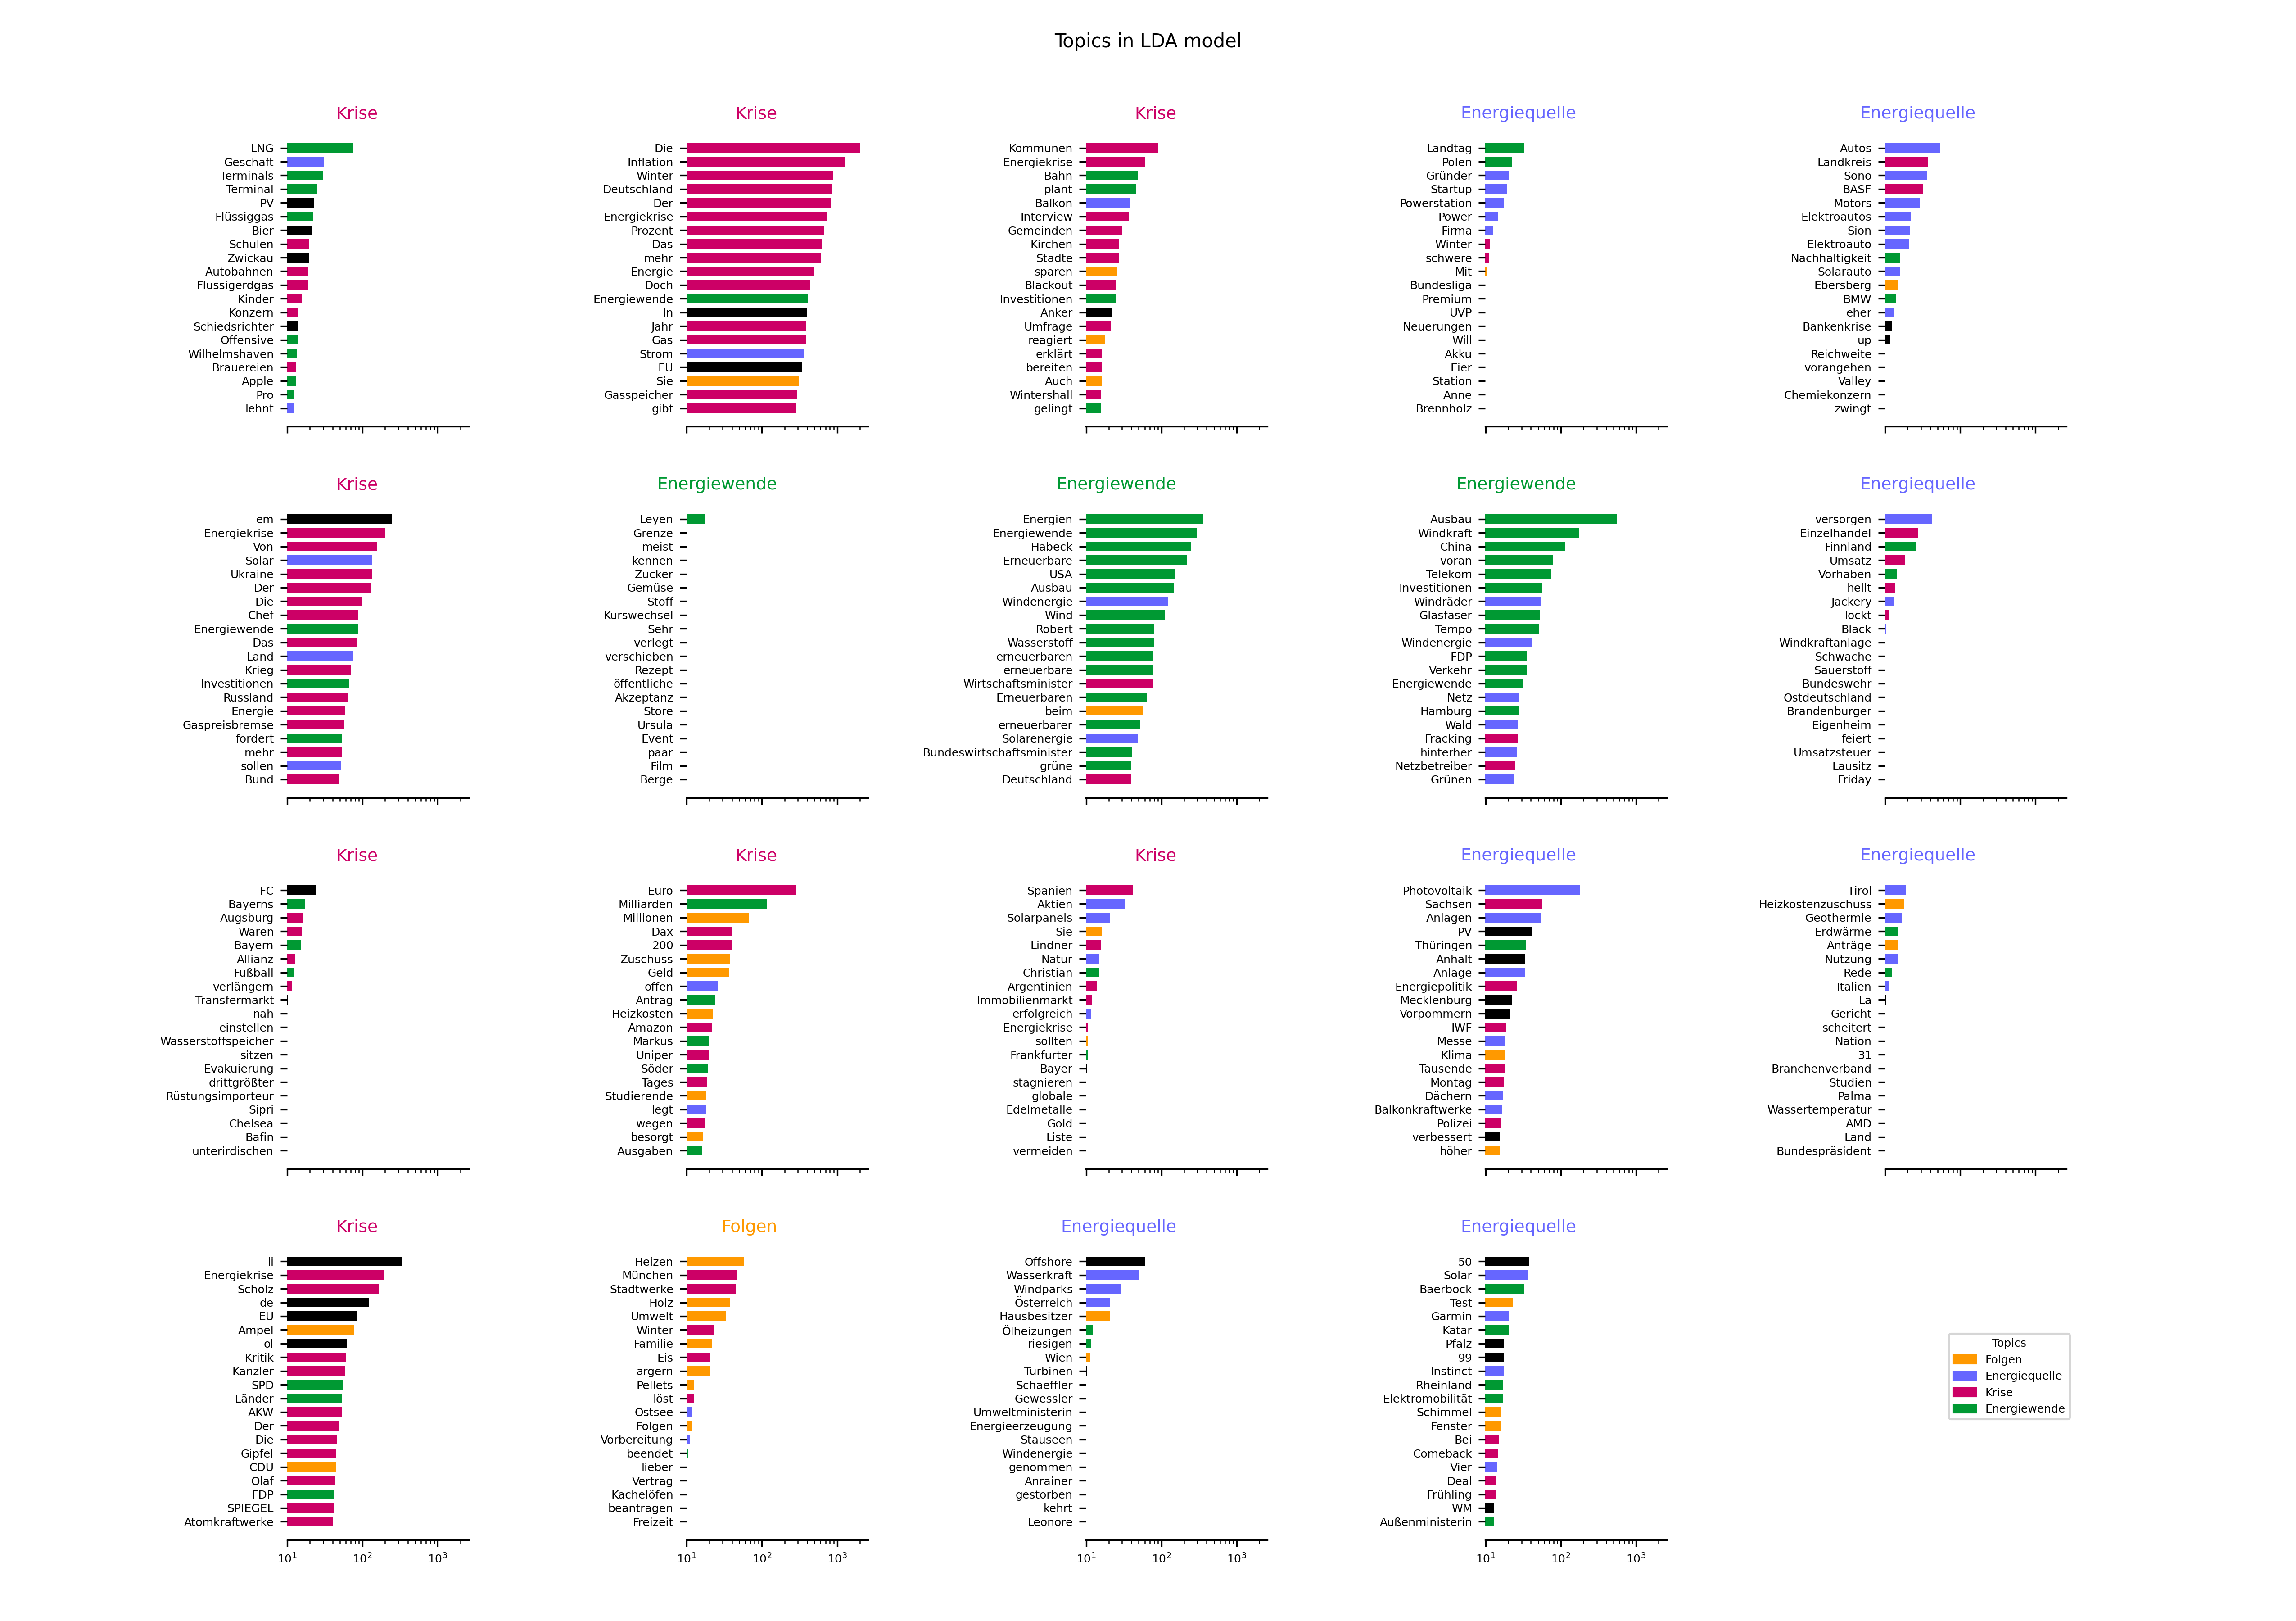 Topics in LDA model
Krise
LNG
Geschäft
Terminals
Terminal
PV
Flüssiggas
Bier
Schulen
Zwickau
Autobahnen
Flüssigerdgas
Kinder
Konzern
Schiedsrichter
Offensive
Wilhelmshaven
Brauereien
Apple
Pro
lehnt
Krise
Die
Inflation
Winter
Deutschland
Der
Energiekrise
Prozent
Das
mehr
Energie
Doch
Energiewende
In
Jahr
Gas
Strom
EU
Sie
Gasspeicher
gibt
Krise
Kommunen
Energiekrise
Bahn
plant
Balkon
Interview
Gemeinden
Kirchen
Städte
sparen
Blackout
Investitionen
Anker
Umfrage
reagiert
erklärt
bereiten
Auch
Wintershall
gelingt
Energiequelle
Landtag
Polen
Gründer
Startup
Powerstation
Power
Firma
Winter
schwere
Mit
Bundesliga
Premium
UVP
Neuerungen
Will
Akku
Eier
Station
Anne
Brennholz
Energiequelle
Autos
Landkreis
Sono
BASF
Motors
Elektroautos
Sion
Elektroauto
Nachhaltigkeit
Solarauto
Ebersberg
BMW
eher
Bankenkrise
up
Reichweite
vorangehen
Valley
Chemiekonzern
zwingt
Krise
em
Energiekrise
Von
Solar
Ukraine
Der
Die
Chef
Energiewende
Das
Land
Krieg
Investitionen
Russland
Energie
Gaspreisbremse
fordert
mehr
sollen
Bund
Energiewende
Leyen
Grenze
meist
kennen
Zucker
Gemüse
Stoff
Kurswechsel
Sehr
verlegt
verschieben
Rezept
öffentliche
Akzeptanz
Store
Ursula
Event
paar
Film
Berge
Energiewende
Energien
Energiewende
Habeck
Erneuerbare
USA
Ausbau
Windenergie
Wind
Robert
Wasserstoff
erneuerbaren
erneuerbare
Wirtschaftsminister
Erneuerbaren
beim
erneuerbarer
Solarenergie
Bundeswirtschaftsminister
grüne
Deutschland
Energiewende
Ausbau
Windkraft
China
voran
Telekom
Investitionen
Windräder
Glasfaser
Tempo
Windenergie
FDP
Verkehr
Energiewende
Netz
Hamburg
Wald
Fracking
hinterher
Netzbetreiber
Grünen
Energiequelle
versorgen
Einzelhandel
Finnland
Umsatz
Vorhaben
hellt
Jackery
lockt
Black
Windkraftanlage
Schwache
Sauerstoff
Bundeswehr
Ostdeutschland
Brandenburger
Eigenheim
feiert
Umsatzsteuer
Lausitz
Friday
Krise
FC
Bayerns
Augsburg
Waren
Bayern
Allianz
Fußball
verlängern
Transfermarkt
nah
einstellen
Wasserstoffspeicher
sitzen
Evakuierung
drittgrößter
Rüstungsimporteur
Sipri
Chelsea
Bafin
unterirdischen
Krise
Euro
Milliarden
Millionen
Dax
200
Zuschuss
Geld
offen
Antrag
Heizkosten
Amazon
Markus
Uniper
Söder
Tages
Studierende
legt
wegen
besorgt
Ausgaben
Krise
Spanien
Aktien
Solarpanels
Sie
Lindner
Natur
Christian
Argentinien
Immobilienmarkt
erfolgreich
Energiekrise
sollten
Frankfurter
Bayer
stagnieren
globale
Edelmetalle
Gold
Liste
vermeiden
Energiequelle
Photovoltaik
Sachsen
Anlagen
PV
Thüringen
Anhalt
Anlage
Energiepolitik
Mecklenburg
Vorpommern
IWF
Messe
Klima
Tausende
Montag
Dächern
Balkonkraftwerke
Polizei
verbessert
höher
Energiequelle
Tirol
Heizkostenzuschuss
Geothermie
Erdwärme
Anträge
Nutzung
Rede
Italien
La
Gericht
scheitert
Nation
31
Branchenverband
Studien
Palma
Wassertemperatur
AMD
Land
Bundespräsident
Krise
li
Energiekrise
Scholz
de
EU
Ampel
ol
Kritik
Kanzler
SPD
Länder
AKW
Der
Die
Gipfel
CDU
Olaf
FDP
SPIEGEL
Atomkraftwerke
10¹ 10² 10³
Folgen
Heizen
München
Stadtwerke
Holz
Umwelt
Winter
Familie
Eis
ärgern
Pellets
löst
Ostsee
Folgen
Vorbereitung
beendet
lieber
Vertrag
Kachelöfen
beantragen
Freizeit
10¹ 10² 10³
Energiequelle
Offshore
Wasserkraft
Windparks
Österreich
Hausbesitzer
Ölheizungen
riesigen
Wien
Turbinen
Schaeffler
Gewessler
Umweltministerin
Energieerzeugung
Stauseen
Windenergie
genommen
Anrainer
gestorben
kehrt
Leonore
10¹ 10² 10³
Energiequelle
50
Solar
Baerbock
Test
Garmin
Katar
Pfalz
99
Instinct
Rheinland
Elektromobilität
Schimmel
Fenster
Bei
Comeback
Vier
Deal
Frühling
WM
Außenministerin
10¹ 10² 10³
Topics
Folgen
Energiequelle
Krise
Energiewende